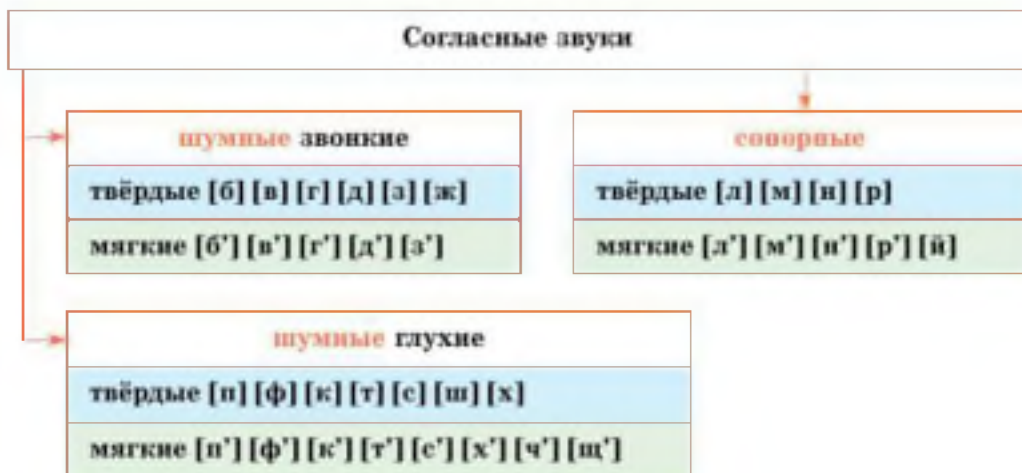 Согласные звуки
шумные звонкие
твёрдые [б] [в] [г] [д] [з] [ж]
мягкие [б'] [в'] [г'] [д'] [з']
сонорные
твёрдые [л] [м] [н] [р]
мягкие [л'] [м'] [н'] [р'] [й]
шумные глухие
твёрдые [п] [ф] [к] [т] [с] [ш] [х]
мягкие [п'] [ф'] [к'] [т'] [с'] [х'] [ч'] [щ']